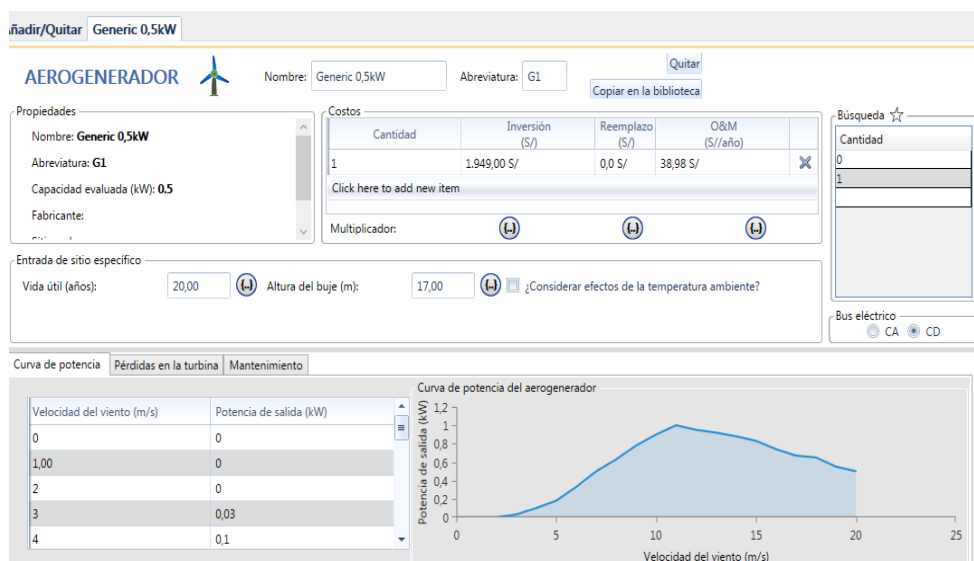 Añadir/Quitar Generic 0,5kW
AEROGENERADOR
Nombre: Generic 0,5kW
Abreviatura: G1
Quitar
Copiar en la biblioteca
Propiedades
Nombre: Generic 0,5kW
Abreviatura: G1
Capacidad evaluada (kW): 0.5
Fabricante:
Costos
Cantidad Inversión (S/) Reemplazo (S/) O&M (S//año)
1 1.949,00 S/ 0,0 S/ 38,98 S/
Click here to add new item
Multiplicador: {..} {..} {..}
Búsqueda
Cantidad
0
1
Entrada de sitio específico
Vida útil (años): 20,00 {..} Altura del buje (m): 17,00 {..} ¿Considerar efectos de la temperatura ambiente?
Bus eléctrico
CA CD
Curva de potencia Pérdidas en la turbina Mantenimiento
Velocidad del viento (m/s) Potencia de salida (kW)
0 0
1,00 0
2 0
3 0,03
4 0,1
Curva de potencia del aerogenerador
Potencia de salida (kW)
1,2
1
0,8
0,6
0,4
0,2
0
0 5 10 15 20 25
Velocidad del viento (m/s)